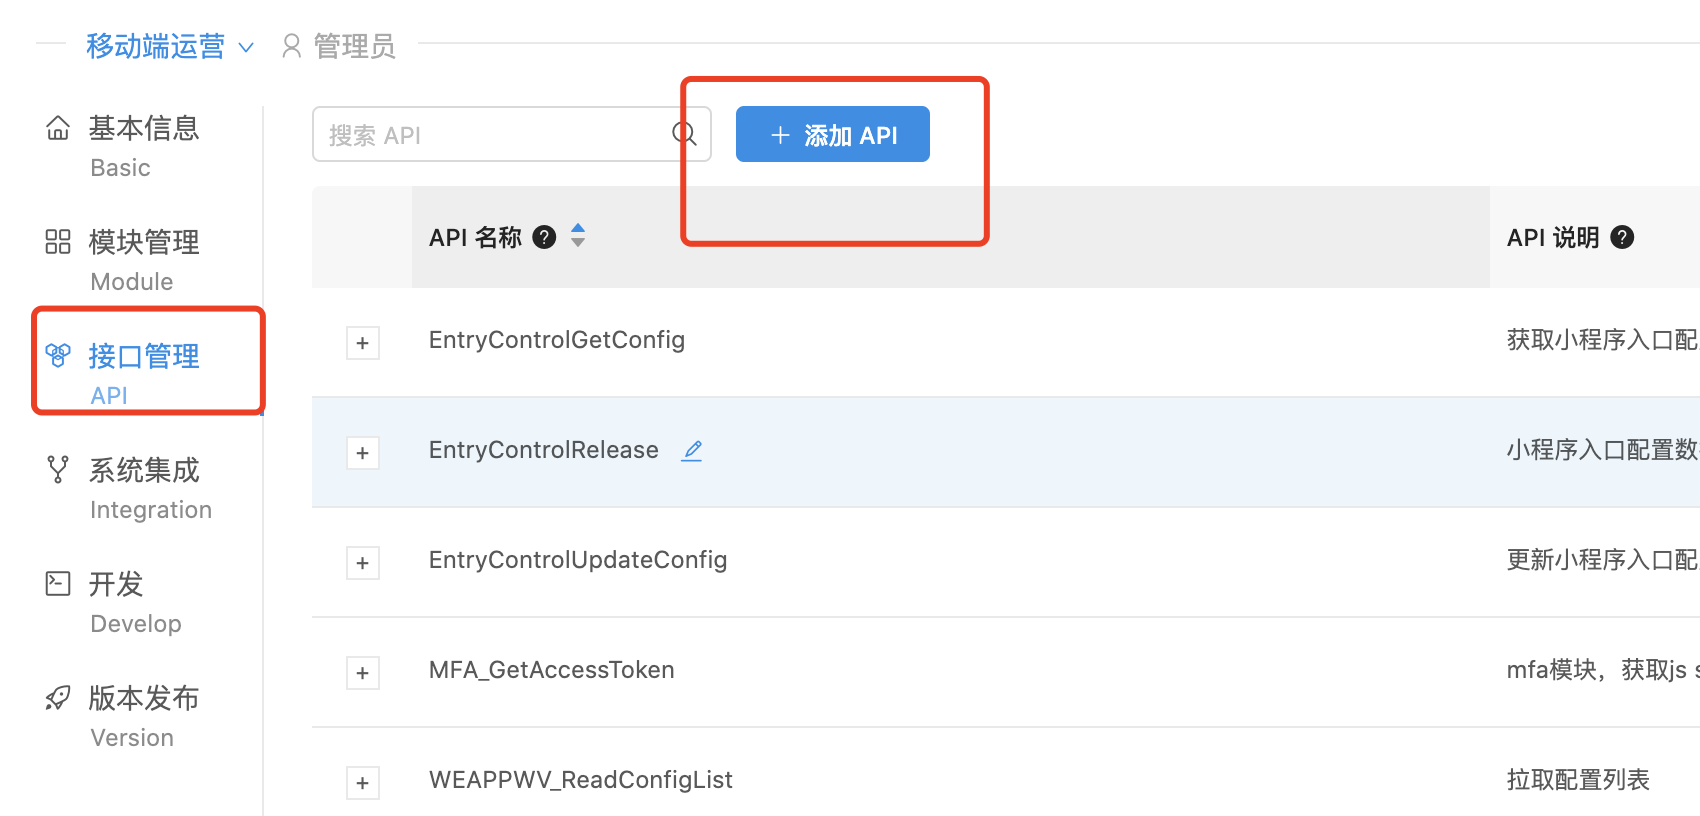 移动端运营 管理员
基本信息
Basic
模块管理
Module
接口管理
API
系统集成
Integration
开发
Develop
版本发布
Version
搜索 API
+ 添加 API
API 名称 ? API 说明 ?
+ EntryControlGetConfig 获取小程序入口配
+ EntryControlRelease 小程序入口配置数
+ EntryControlUpdateConfig 更新小程序入口配
+ MFA_GetAccessToken mfa模块，获取js s
+ WEAPPWV_ReadConfigList 拉取配置列表